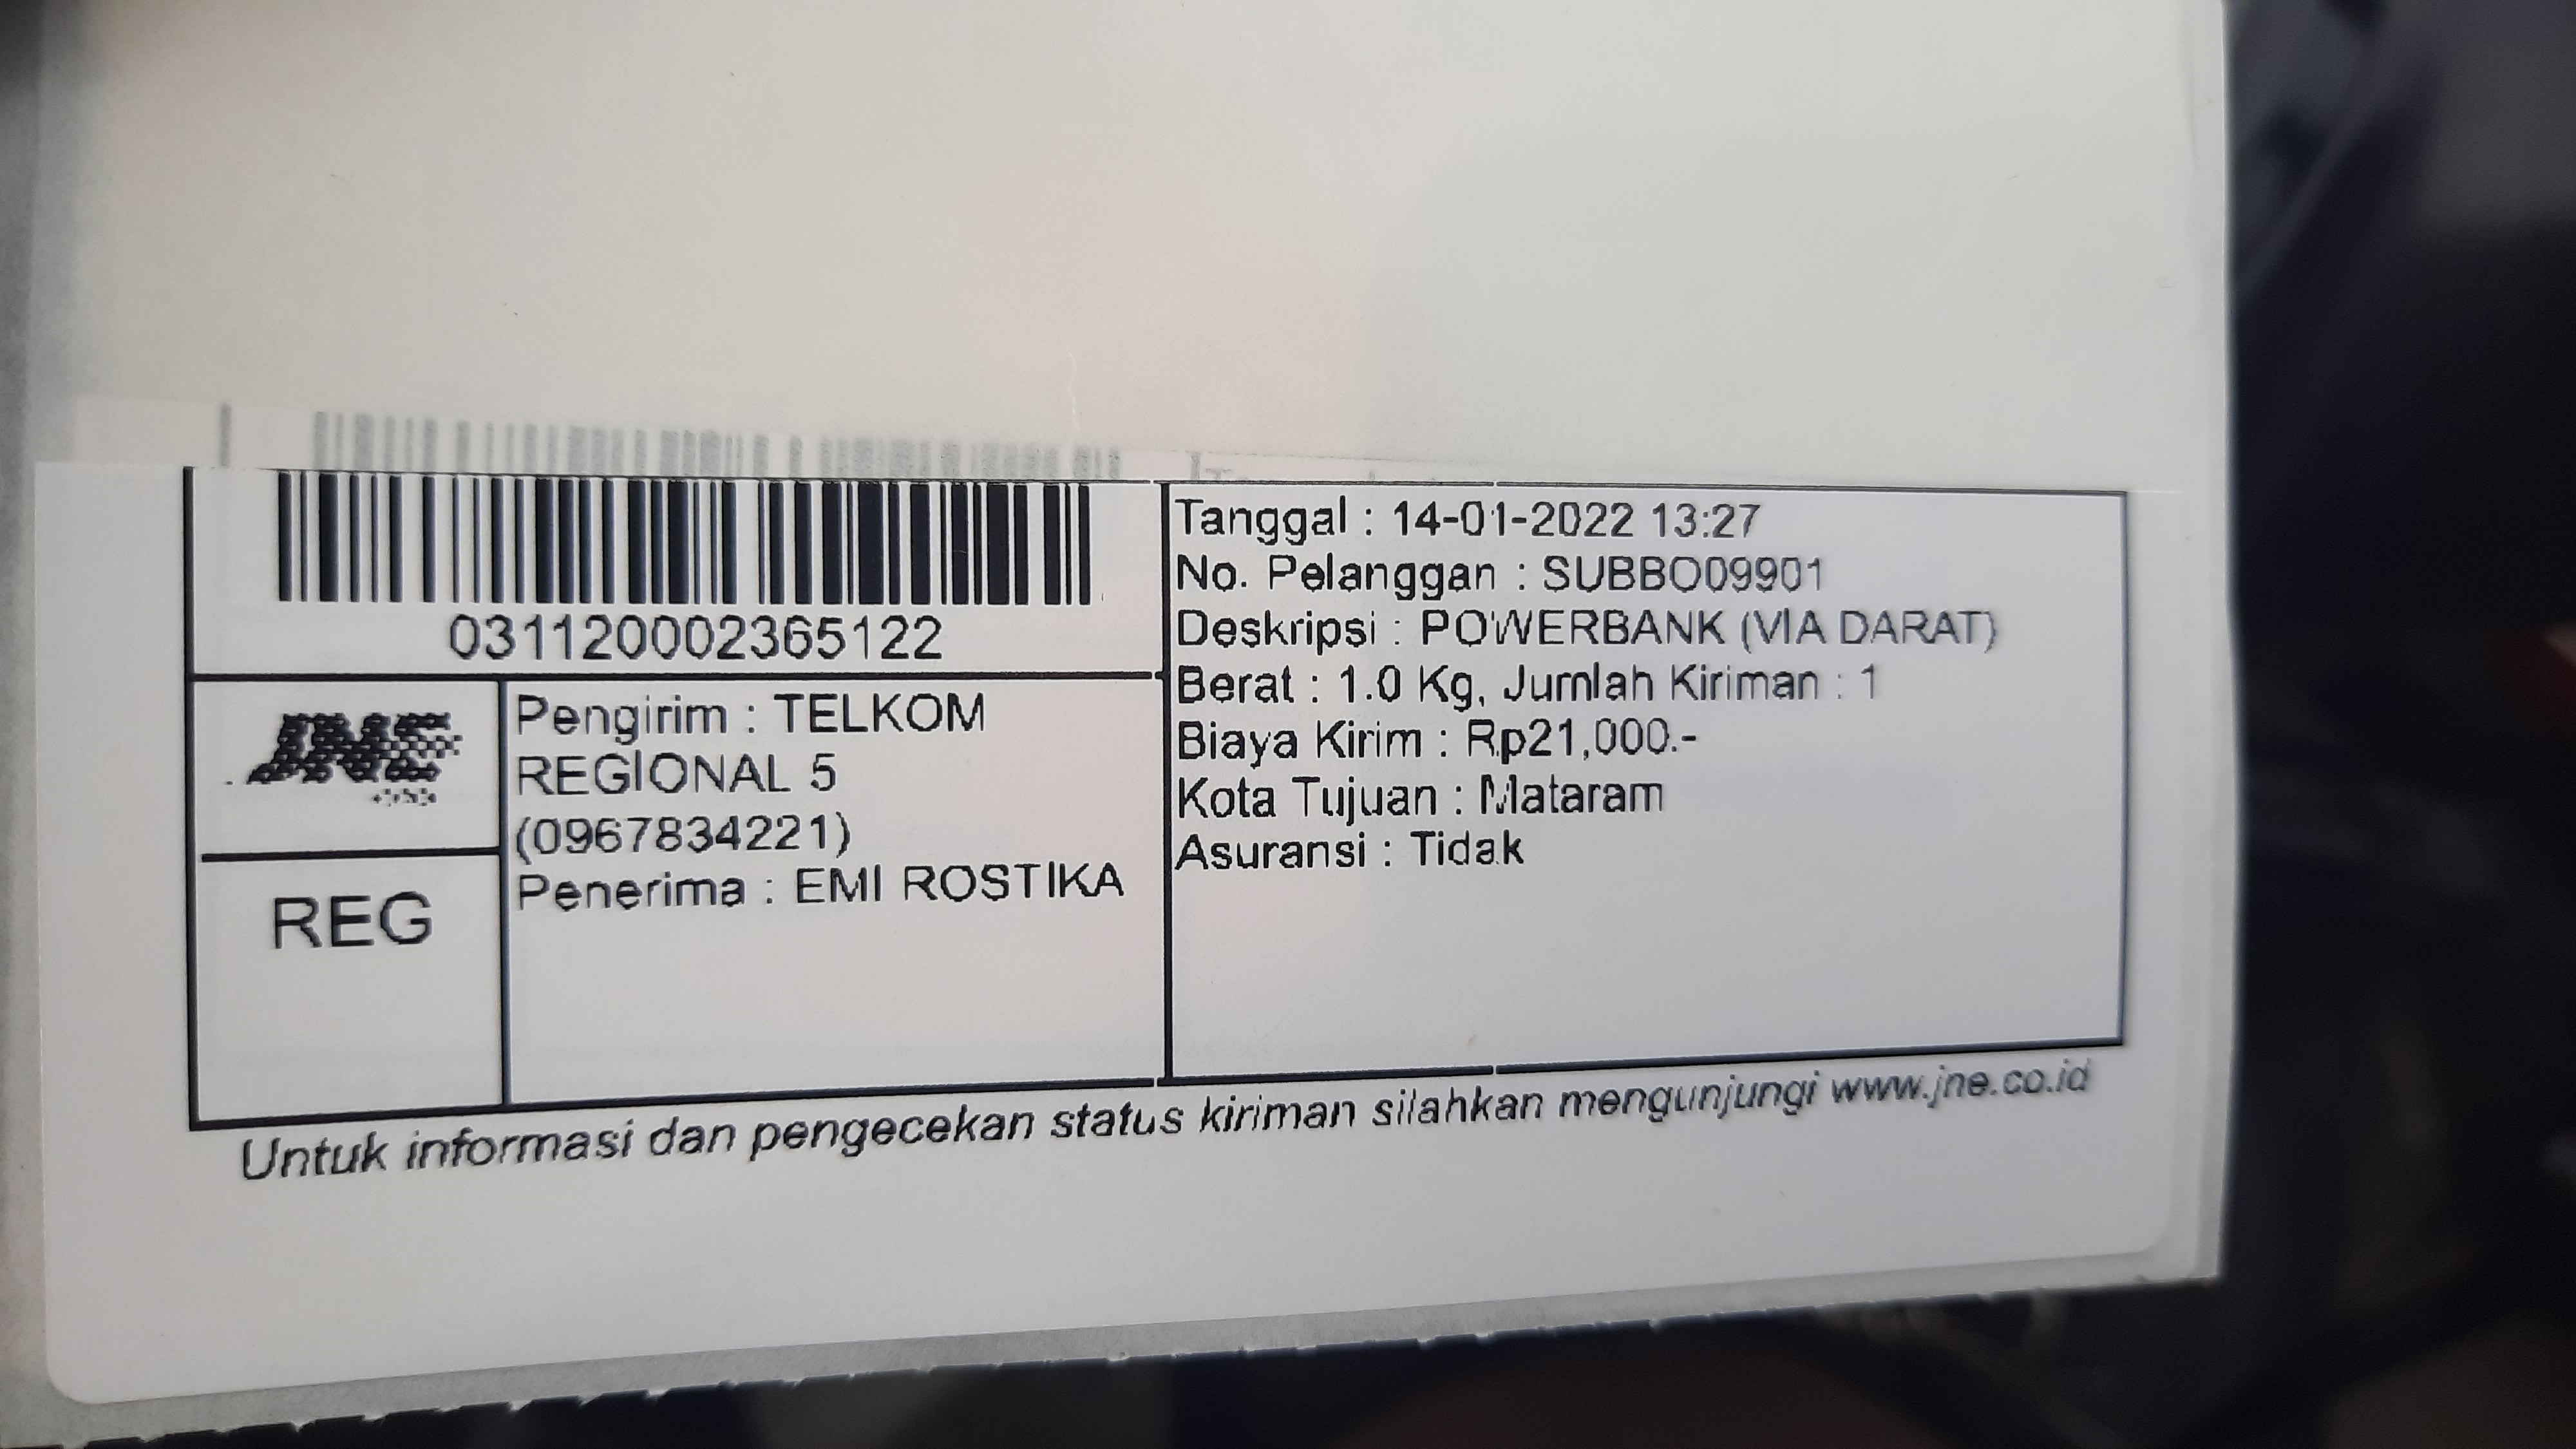 031120002365122
JNE
REG
Pengirim : TELKOM
REGIONAL 5
(0967834221)
Penerima : EMI ROSTIKA
Tanggal : 14-01-2022 13:27
No. Pelanggan : SUBBO09901
Deskripsi : POWERBANK (VIA DARAT)
Berat : 1.0 Kg, Jumlah Kiriman : 1
Biaya Kirim : Rp21,000.-
Kota Tujuan : Mataram
Asuransi : Tidak
Untuk informasi dan pengecekan status kiriman silahkan mengunjungi www.jne.co.id